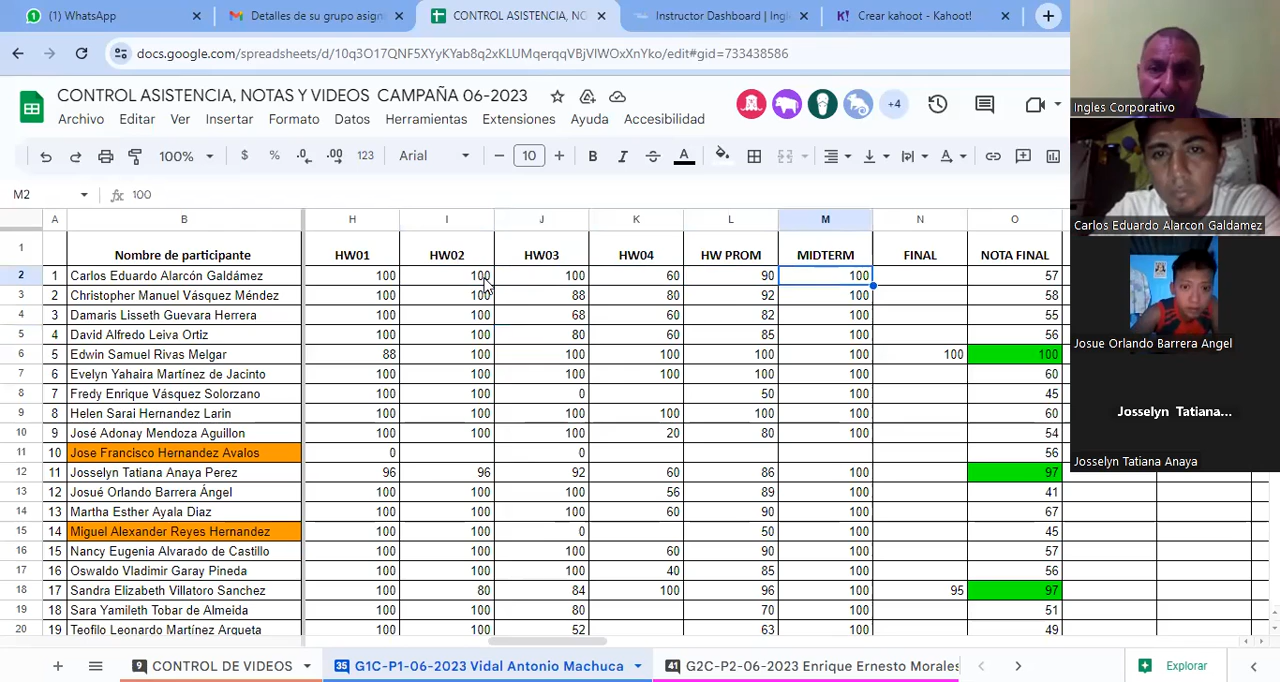 WhatsApp
Detalles de su grupo asign
CONTROL ASISTENCIA, NO
Instructor Dashboard | Ingl
Crear kahoot - Kahoot!
docs.google.com/spreadsheets/d/10q3C17QNF5XYyKYab8q2xKLUMqerqqVBjVIWOxXnYko/edit#gid=733438586
CONTROL ASISTENCIA, NOTAS Y VIDEOS, CAMPAÑA 06-2023
+4
Archivo Editar Ver Insertar Formato Datos Herramientas Extensiones Ayuda Accesibilidad
100% $ % .0 .00 123 Arial 10 B I S A
M2 100
A B H I J K L M N O
1 Nombre de participante HW01 HW02 HW03 HW04 HW PROM MIDTERM FINAL NOTA FINAL
2 1 Carlos Eduardo Alarcón Galdámez 100 100 100 60 90 100 57
3 2 Christopher Manuel Vásquez Méndez 100 100 88 80 92 100 58
4 3 Damaris Lisseth Guevara Herrera 100 100 68 60 82 100 55
5 4 David Alfredo Leiva Ortiz 100 100 80 60 85 100 56
6 5 Edwin Samuel Rivas Melgar 88 100 100 100 100 100 100 100
7 6 Evelyn Yahaira Martínez de Jacinto 100 100 100 100 100 100 60
8 7 Fredy Enrique Vásquez Solorzano 100 100 0 50 100 45
9 8 Helen Sarai Hernandez Larin 100 100 100 100 100 100 60
10 9 José Adonay Mendoza Aguillon 100 100 100 20 80 100 54
11 10 Jose Francisco Hernandez Avalos 0 0 56
12 11 Josselyn Tatiana Anaya Perez 96 100 92 60 86 100 97
13 12 Josué Orlando Barrera Ángel 100 100 100 56 89 100 41
14 13 Martha Esther Ayala Diaz 100 100 100 60 90 100 67
15 14 Miguel Alexander Reyes Hernandez 100 100 0 50 100 45
16 15 Nancy Eugenia Alvarado de Castillo 100 100 100 60 90 100 57
17 16 Oswaldo Vladimir Garay Pineda 100 100 100 40 85 100 56
18 17 Sandra Elizabeth Villatoro Sanchez 100 80 84 100 96 100 95 97
19 18 Sara Yamileth Tobar de Almeida 100 100 80 70 100 51
20 19 Teofilo Leonardo Martínez Argueta 100 100 52 63 100 49
9 CONTROL DE VIDEOS
35 G1C-P1-06-2023 Vidal Antonio Machuca
41 G2C-P2-06-2023 Enrique Ernesto Morales
Explorar
Ingles Corporativo
Carlos Eduardo Alarcon Galdamez
Josue Orlando Barrera Angel
Josselyn Tatiana...
Josselyn Tatiana Anaya